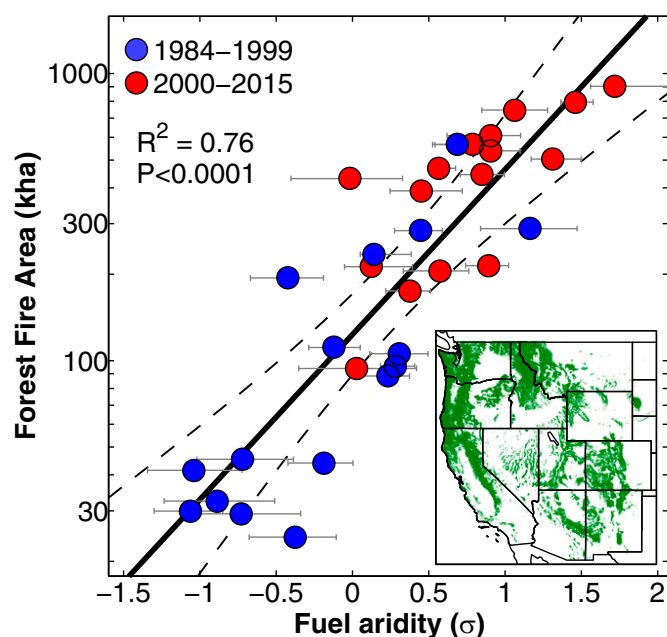 1984−1999
2000−2015
R2 = 0.76
P<0.0001
Forest Fire Area (kha)
1000
300
100
30
−1.5 −1 −0.5 0 0.5 1 1.5 2
Fuel aridity (σ)